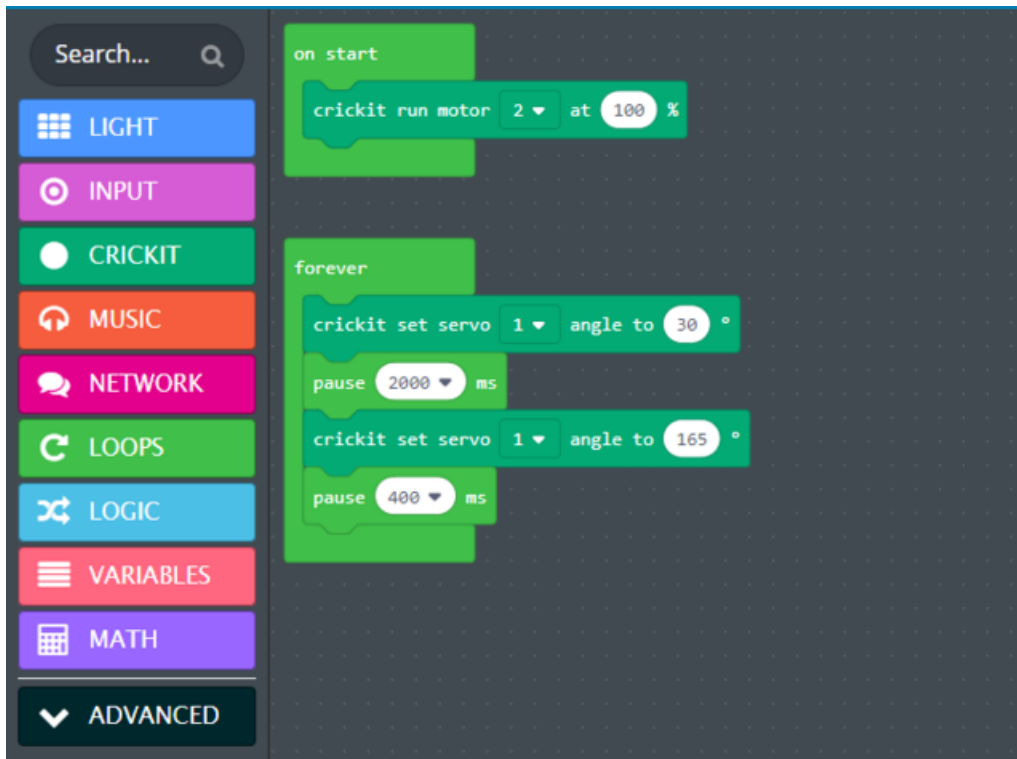 Search...
LIGHT
INPUT
CRICKIT
MUSIC
NETWORK
LOOPS
LOGIC
VARIABLES
MATH
ADVANCED
on start
crickit run motor 2 at 100 %
forever
crickit set servo 1 angle to 30 °
pause 2000 ms
crickit set servo 1 angle to 165 °
pause 400 ms